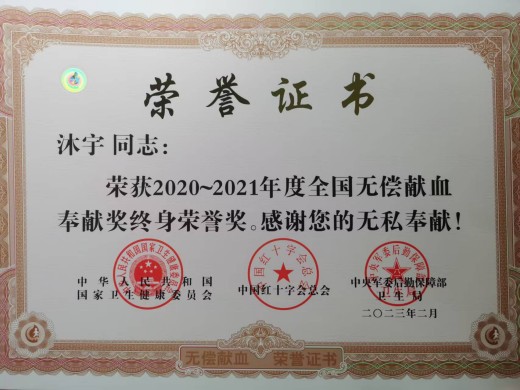 荣誉证书
沐宇 同志：
荣获2020~2021年度全国无偿献血
奉献奖终身荣誉奖。感谢您的无私奉献！
中华人民共和国
国家卫生健康委员会
中国红十字会总会
中央军委后勤保障部
卫生局
二〇二三年二月
无偿献血 荣誉证书